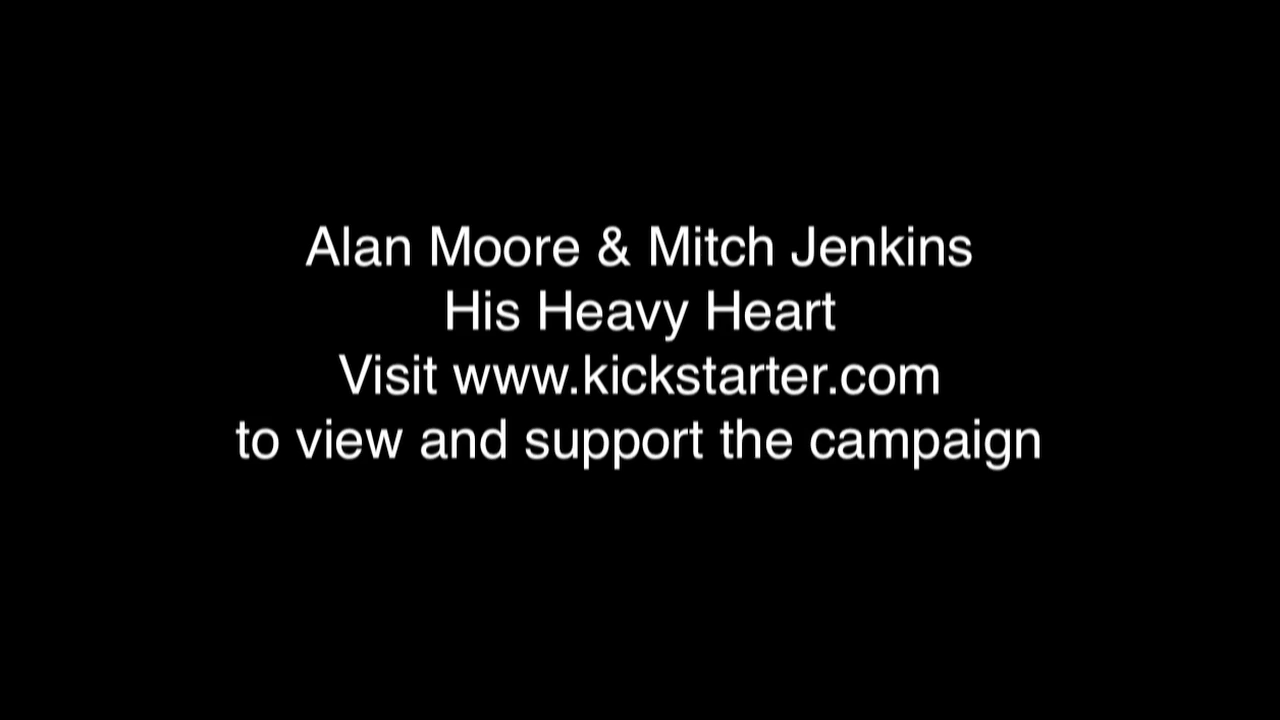 Alan Moore & Mitch Jenkins
His Heavy Heart
Visit www.kickstarter.com
to view and support the campaign